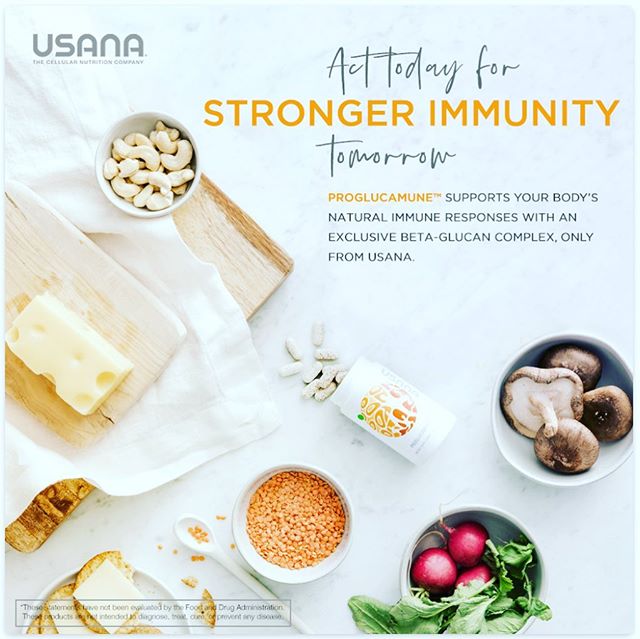 USANA
THE CELLULAR NUTRITION COMPANY
Act today for
STRONGER IMMUNITY
tomorrow
PROGLUCAMUNE™ SUPPORTS YOUR BODY'S
NATURAL IMMUNE RESPONSES WITH AN
EXCLUSIVE BETA-GLUCAN COMPLEX, ONLY
FROM USANA.
USANA
*These statements have not been evaluated by the Food and Drug Administration.
These products are not intended to diagnose, treat, cure, or prevent any disease.